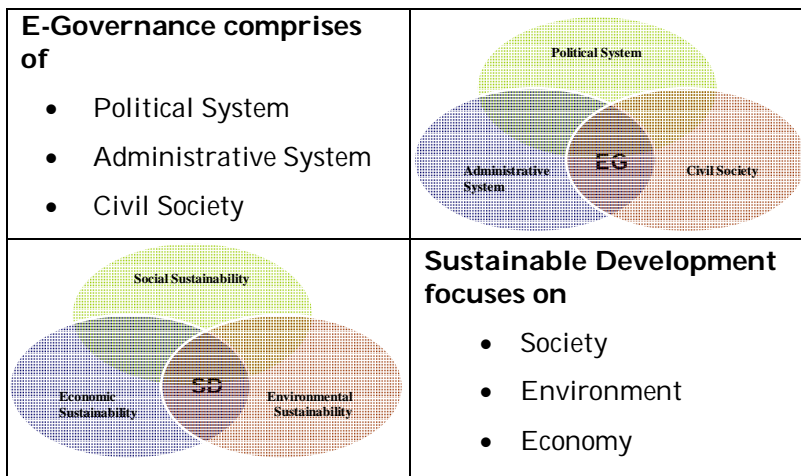 E-Governance comprises
of
• Political System
• Administrative System
• Civil Society
Political System
Administrative
System
EG
Civil Society
Social Sustainability
SD
Economic
Sustainability
Environmental
Sustainability
Sustainable Development
focuses on
• Society
• Environment
• Economy